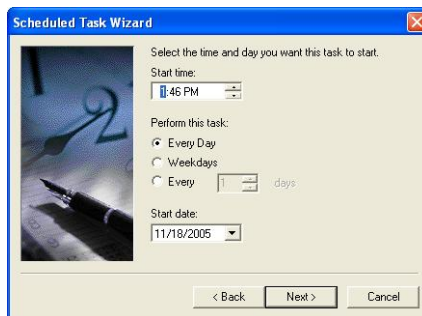 Scheduled Task Wizard
Select the time and day you want this task to start.
Start time:
1:46 PM
Perform this task:
Every Day
Weekdays
Every 1 days
Start date:
11/18/2005
< Back Next > Cancel